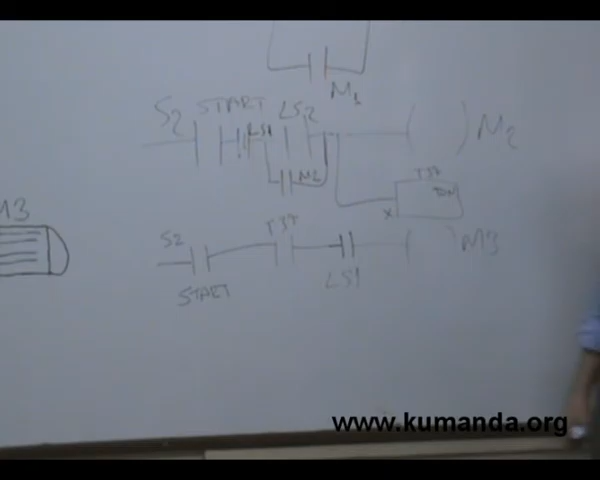 M1
S2 START LS1 LS2 M2
M2
T37
TON
M3
S2 T37 M3
START LS1
www.kumanda.org